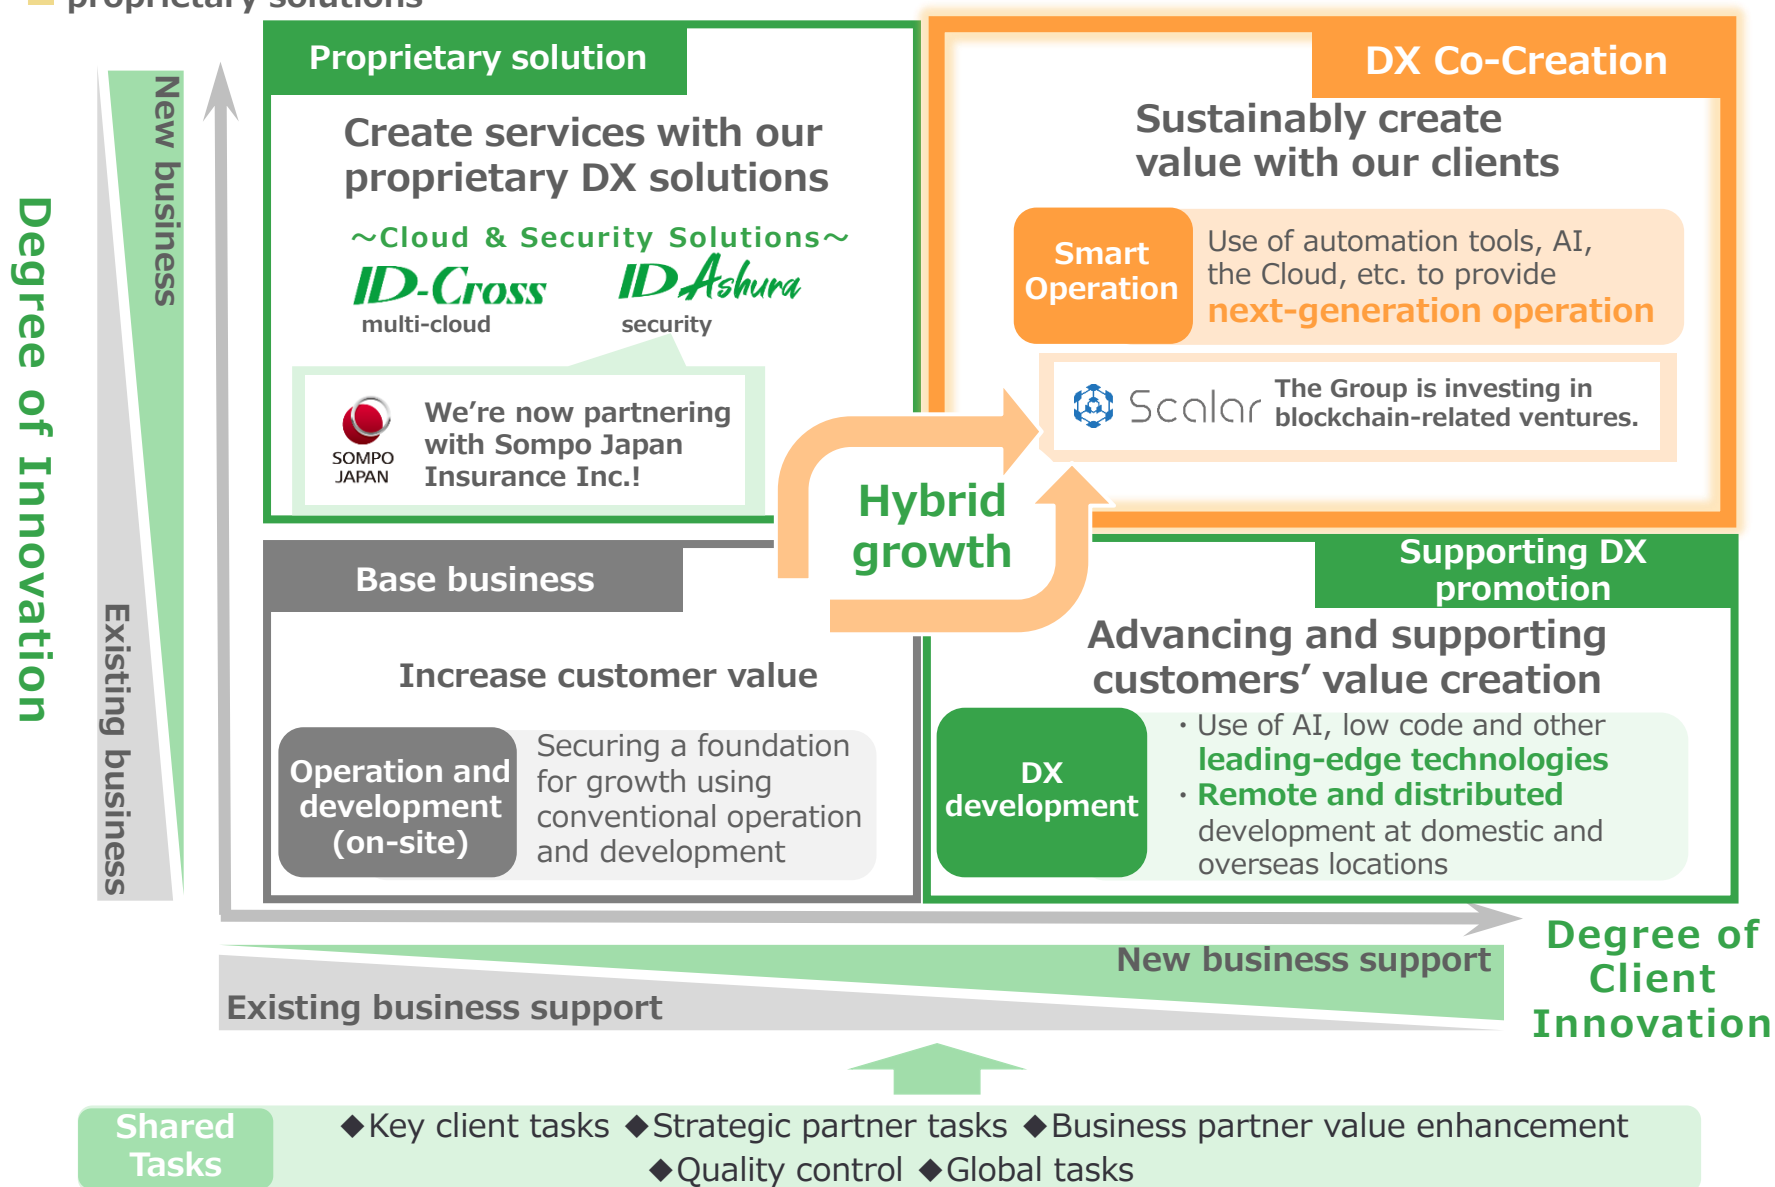 proprietary solutions
Proprietary solution
Create services with our
proprietary DX solutions
～Cloud & Security Solutions～
ID-Cross
multi-cloud
ID Ashura
security
SOMPO
JAPAN
We’re now partnering
with Sompo Japan
Insurance Inc.!
DX Co-Creation
Sustainably create
value with our clients
Smart
Operation
Use of automation tools, AI,
the Cloud, etc. to provide
next-generation operation
Scalar
The Group is investing in
blockchain-related ventures.
Hybrid
growth
Base business
Increase customer value
Operation and
development
(on-site)
Securing a foundation
for growth using
conventional operation
and development
Supporting DX
promotion
Advancing and supporting
customers’ value creation
DX
development
・Use of AI, low code and other
leading-edge technologies
・Remote and distributed
development at domestic and
overseas locations
Degree of Innovation
New business
Existing business
New business support
Existing business support
Degree of
Client
Innovation
Shared
Tasks
◆Key client tasks ◆Strategic partner tasks ◆Business partner value enhancement
◆Quality control ◆Global tasks